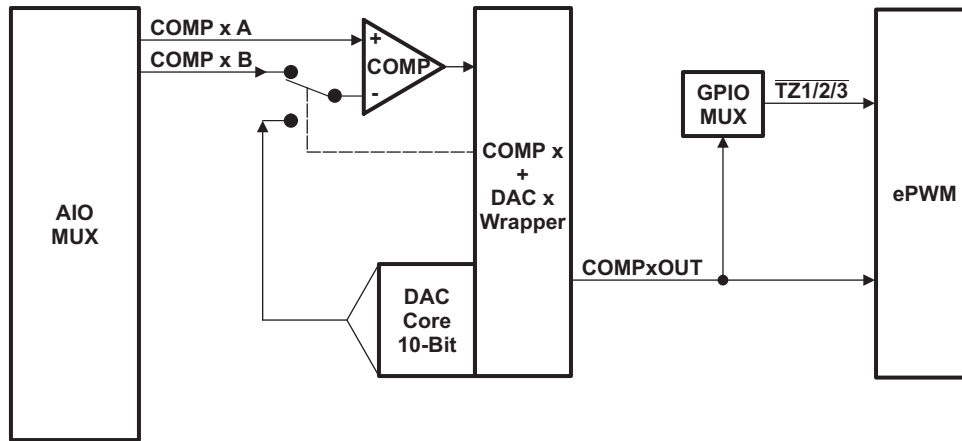 COMP x A
COMP x B
+
COMP
-
AIO
MUX
COMP x
+
DAC x
Wrapper
DAC
Core
10-Bit
COMPxOUT
GPIO
MUX
TZ1/2/3
ePWM